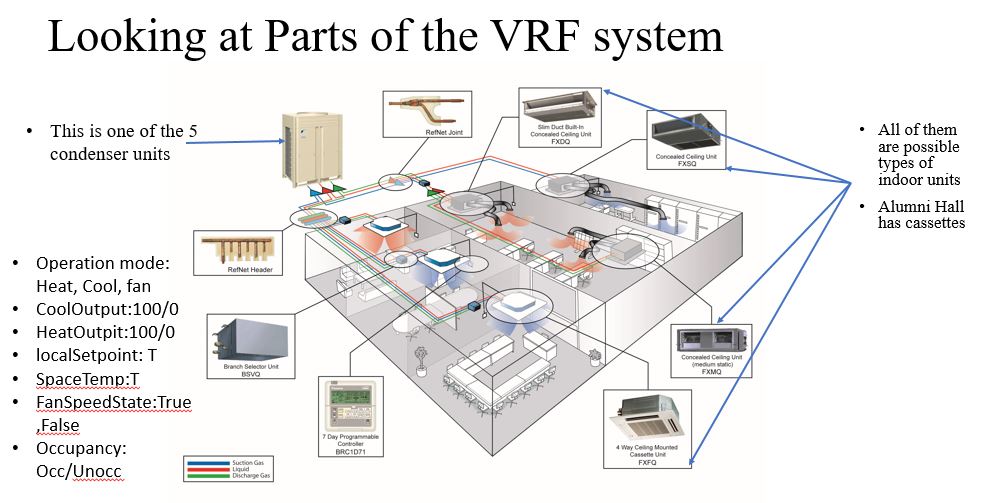 Looking at Parts of the VRF system
• This is one of the 5
condenser units
RefNet Joint
Slim Duct Built-In
Concealed Ceiling Unit
FXDQ
Concealed Ceiling Unit
FXSQ
• All of them
are possible
types of
indoor units
• Alumni Hall
has cassettes
RefNet Header
• Operation mode:
Heat, Cool, fan
• CoolOutput:100/0
• HeatOutpit:100/0
• localSetpoint: T
• SpaceTemp:T
• FanSpeedState:True
,False
• Occupancy:
Occ/Unocc
Branch Selector Unit
BSVQ
7 Day Programmable
Controller
BRC1D71
Concealed Ceiling Unit
(medium static)
FXMQ
4 Way Ceiling Mounted
Cassette Unit
FXFQ
Suction Gas
Liquid
Discharge Gas